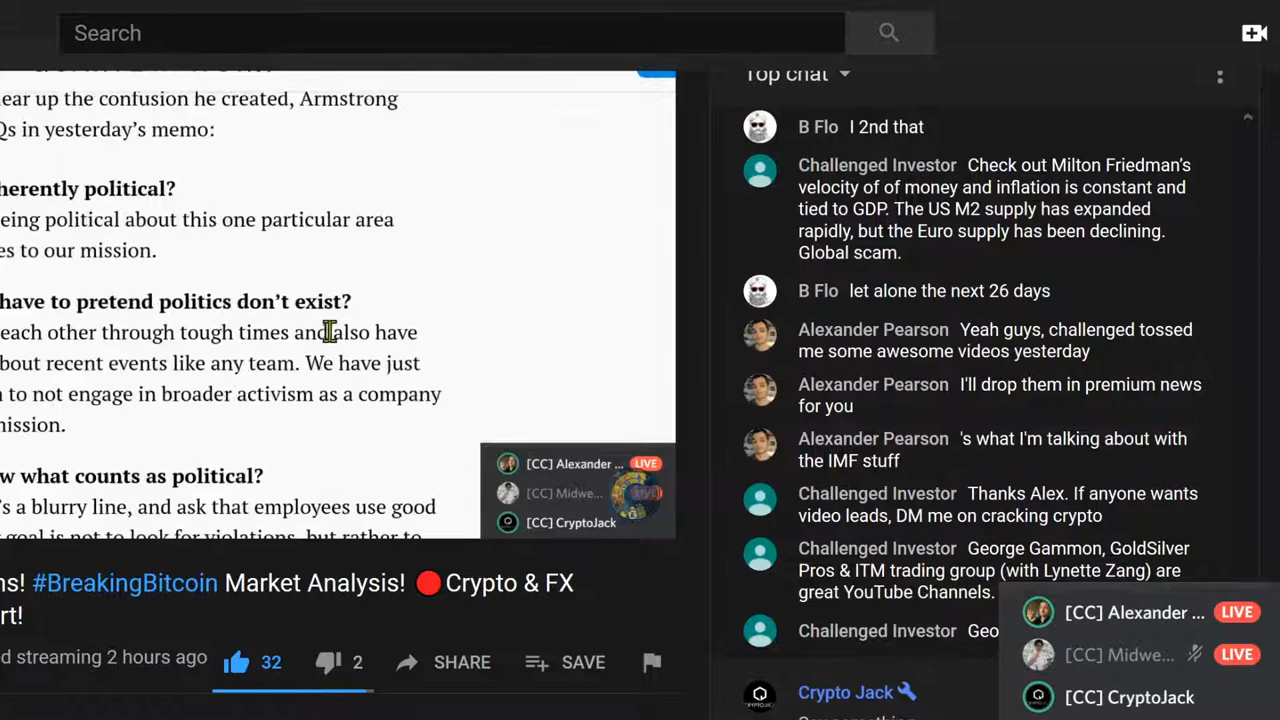 Search
Top chat
ear up the confusion he created, Armstrong
Qs in yesterday's memo:
herently political?
eing political about this one particular area
es to our mission.
have to pretend politics don't exist?
each other through tough times and also have
bout recent events like any team. We have just
n to not engage in broader activism as a company
nission.
w what counts as political?
's a blurry line, and ask that employees use good
goal is not to look for violations, but rather to
[CC] Alexander ... LIVE
[CC] Midwe... LIVE
[CC] CryptoJack
ns! #BreakingBitcoin Market Analysis! 🔴Crypto & FX
rt!
d streaming 2 hours ago
32
2
SHARE
SAVE
B Flo I 2nd that
Challenged Investor Check out Milton Friedman's
velocity of of money and inflation is constant and
tied to GDP. The US M2 supply has expanded
rapidly, but the Euro supply has been declining.
Global scam.
B Flo let alone the next 26 days
Alexander Pearson Yeah guys, challenged tossed
me some awesome videos yesterday
Alexander Pearson I'll drop them in premium news
for you
Alexander Pearson 's what I'm talking about with
the IMF stuff
Challenged Investor Thanks Alex. If anyone wants
video leads, DM me on cracking crypto
Challenged Investor George Gammon, GoldSilver
Pros & ITM trading group (with Lynette Zang) are
great YouTube Channels.
Challenged Investor Geo
Crypto Jack
[CC] Alexander ... LIVE
[CC] Midwe... LIVE
[CC] CryptoJack